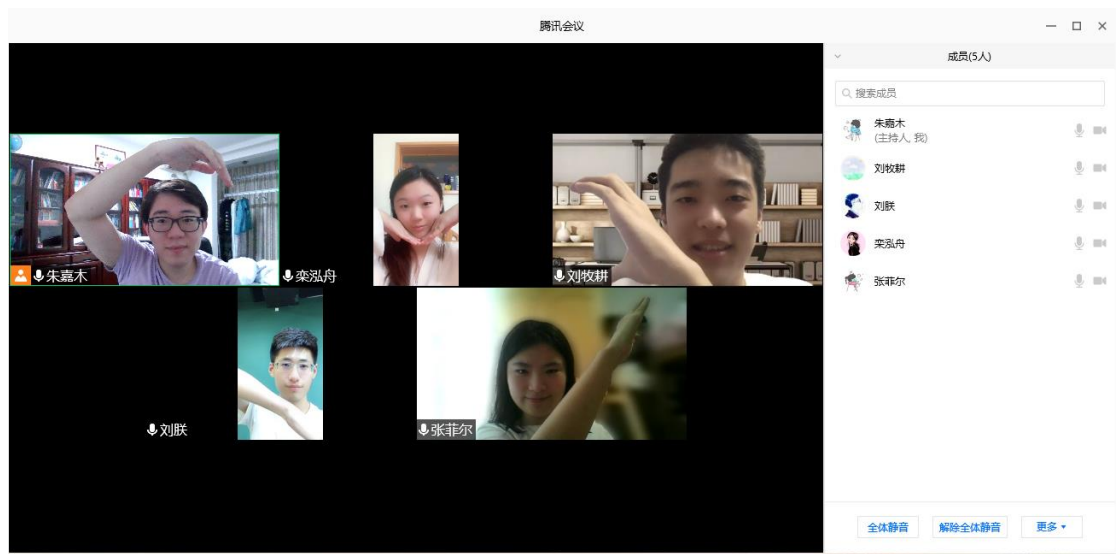 腾讯会议
成员(5人)
搜索成员
朱嘉木
(主持人, 我)
刘牧耕
刘朕
栾泓舟
张菲尔
朱嘉木
栾泓舟
刘牧耕
刘朕
张菲尔
全体静音
解除全体静音
更多